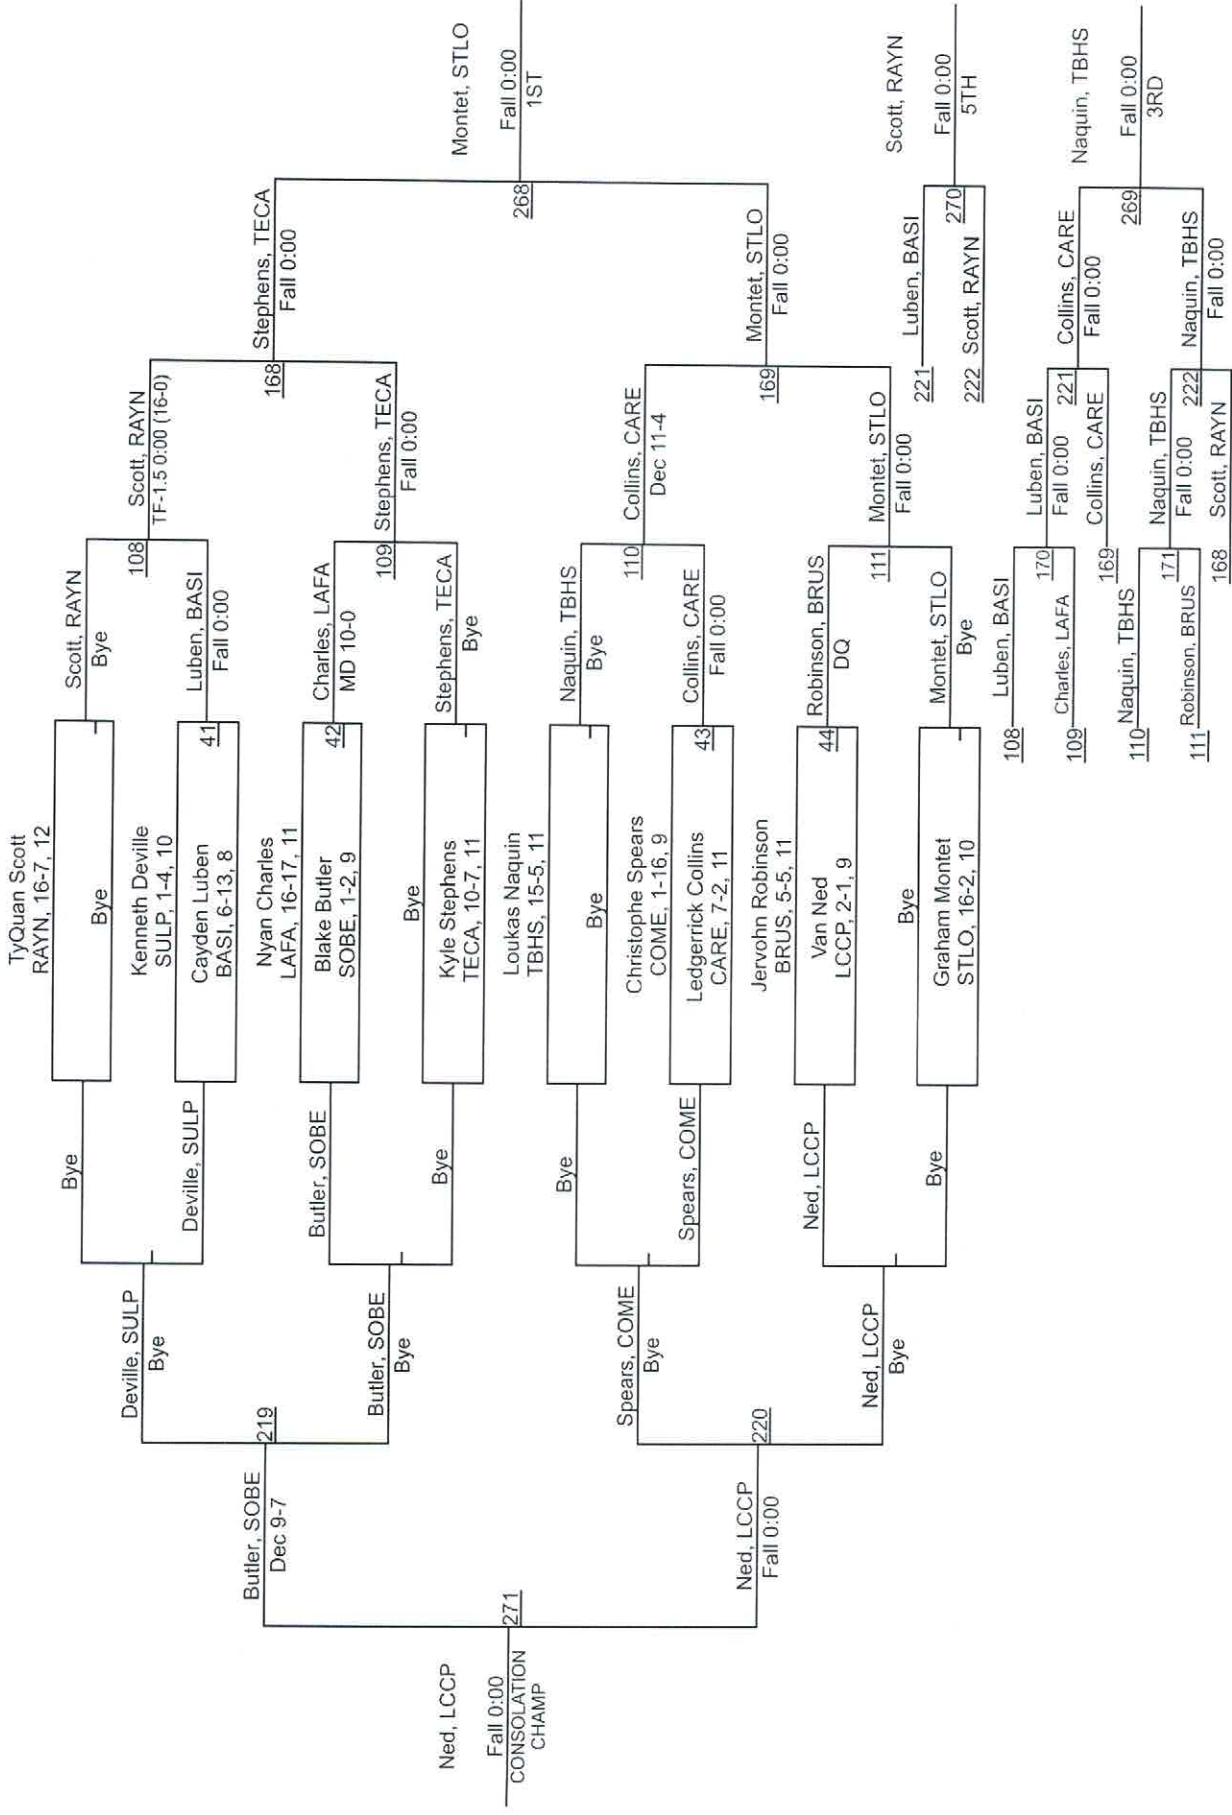 TyQuan Scott
RAYN, 16-7, 12
Bye
Kenneth Deville
SULP, 1-4, 10
Cayden Luben
BASI, 6-13, 8
41
Nyan Charles
LAFA, 16-17, 11
Blake Butler
SOBE, 1-2, 9
42
Bye
Kyle Stephens
TECA, 10-7, 11
Loukas Naquin
TBHS, 15-5, 11
Bye
Christophe Spears
COME, 1-16, 9
Ledgerrick Collins
CARE, 7-2, 11
43
Jervohn Robinson
BRUS, 5-5, 11
Van Ned
LCCP, 2-1, 9
44
Bye
Graham Montet
STLO, 16-2, 10
Scott, RAYN
Bye
108
Luben, BASI
Fall 0:00
Charles, LAFA
MD 10-0
109
Stephens, TECA
Bye
Naquin, TBHS
Bye
110
Collins, CARE
Fall 0:00
Robinson, BRUS
DQ
111
Montet, STLO
Bye
Scott, RAYN
TF-1.5 0:00 (16-0)
168
Stephens, TECA
Fall 0:00
Collins, CARE
Dec 11-4
169
Montet, STLO
Fall 0:00
Stephens, TECA
Fall 0:00
268
Montet, STLO
Fall 0:00
Montet, STLO
Fall 0:00
1ST
Bye
Deville, SULP
Butler, SOBE
Bye
Bye
Spears, COME
Ned, LCCP
Bye
Deville, SULP
Bye
219
Butler, SOBE
Bye
Spears, COME
Bye
220
Ned, LCCP
Bye
Butler, SOBE
Dec 9-7
271
Ned, LCCP
Fall 0:00
Ned, LCCP
Fall 0:00
CONSOLATION
CHAMP
221 Luben, BASI
270
222 Scott, RAYN
Scott, RAYN
Fall 0:00
5TH
108 Luben, BASI
170
109 Charles, LAFA
110 Naquin, TBHS
171
111 Robinson, BRUS
Luben, BASI
Fall 0:00
221
169 Collins, CARE
Naquin, TBHS
Fall 0:00
222
168 Scott, RAYN
Collins, CARE
Fall 0:00
269
Naquin, TBHS
Fall 0:00
Naquin, TBHS
Fall 0:00
3RD